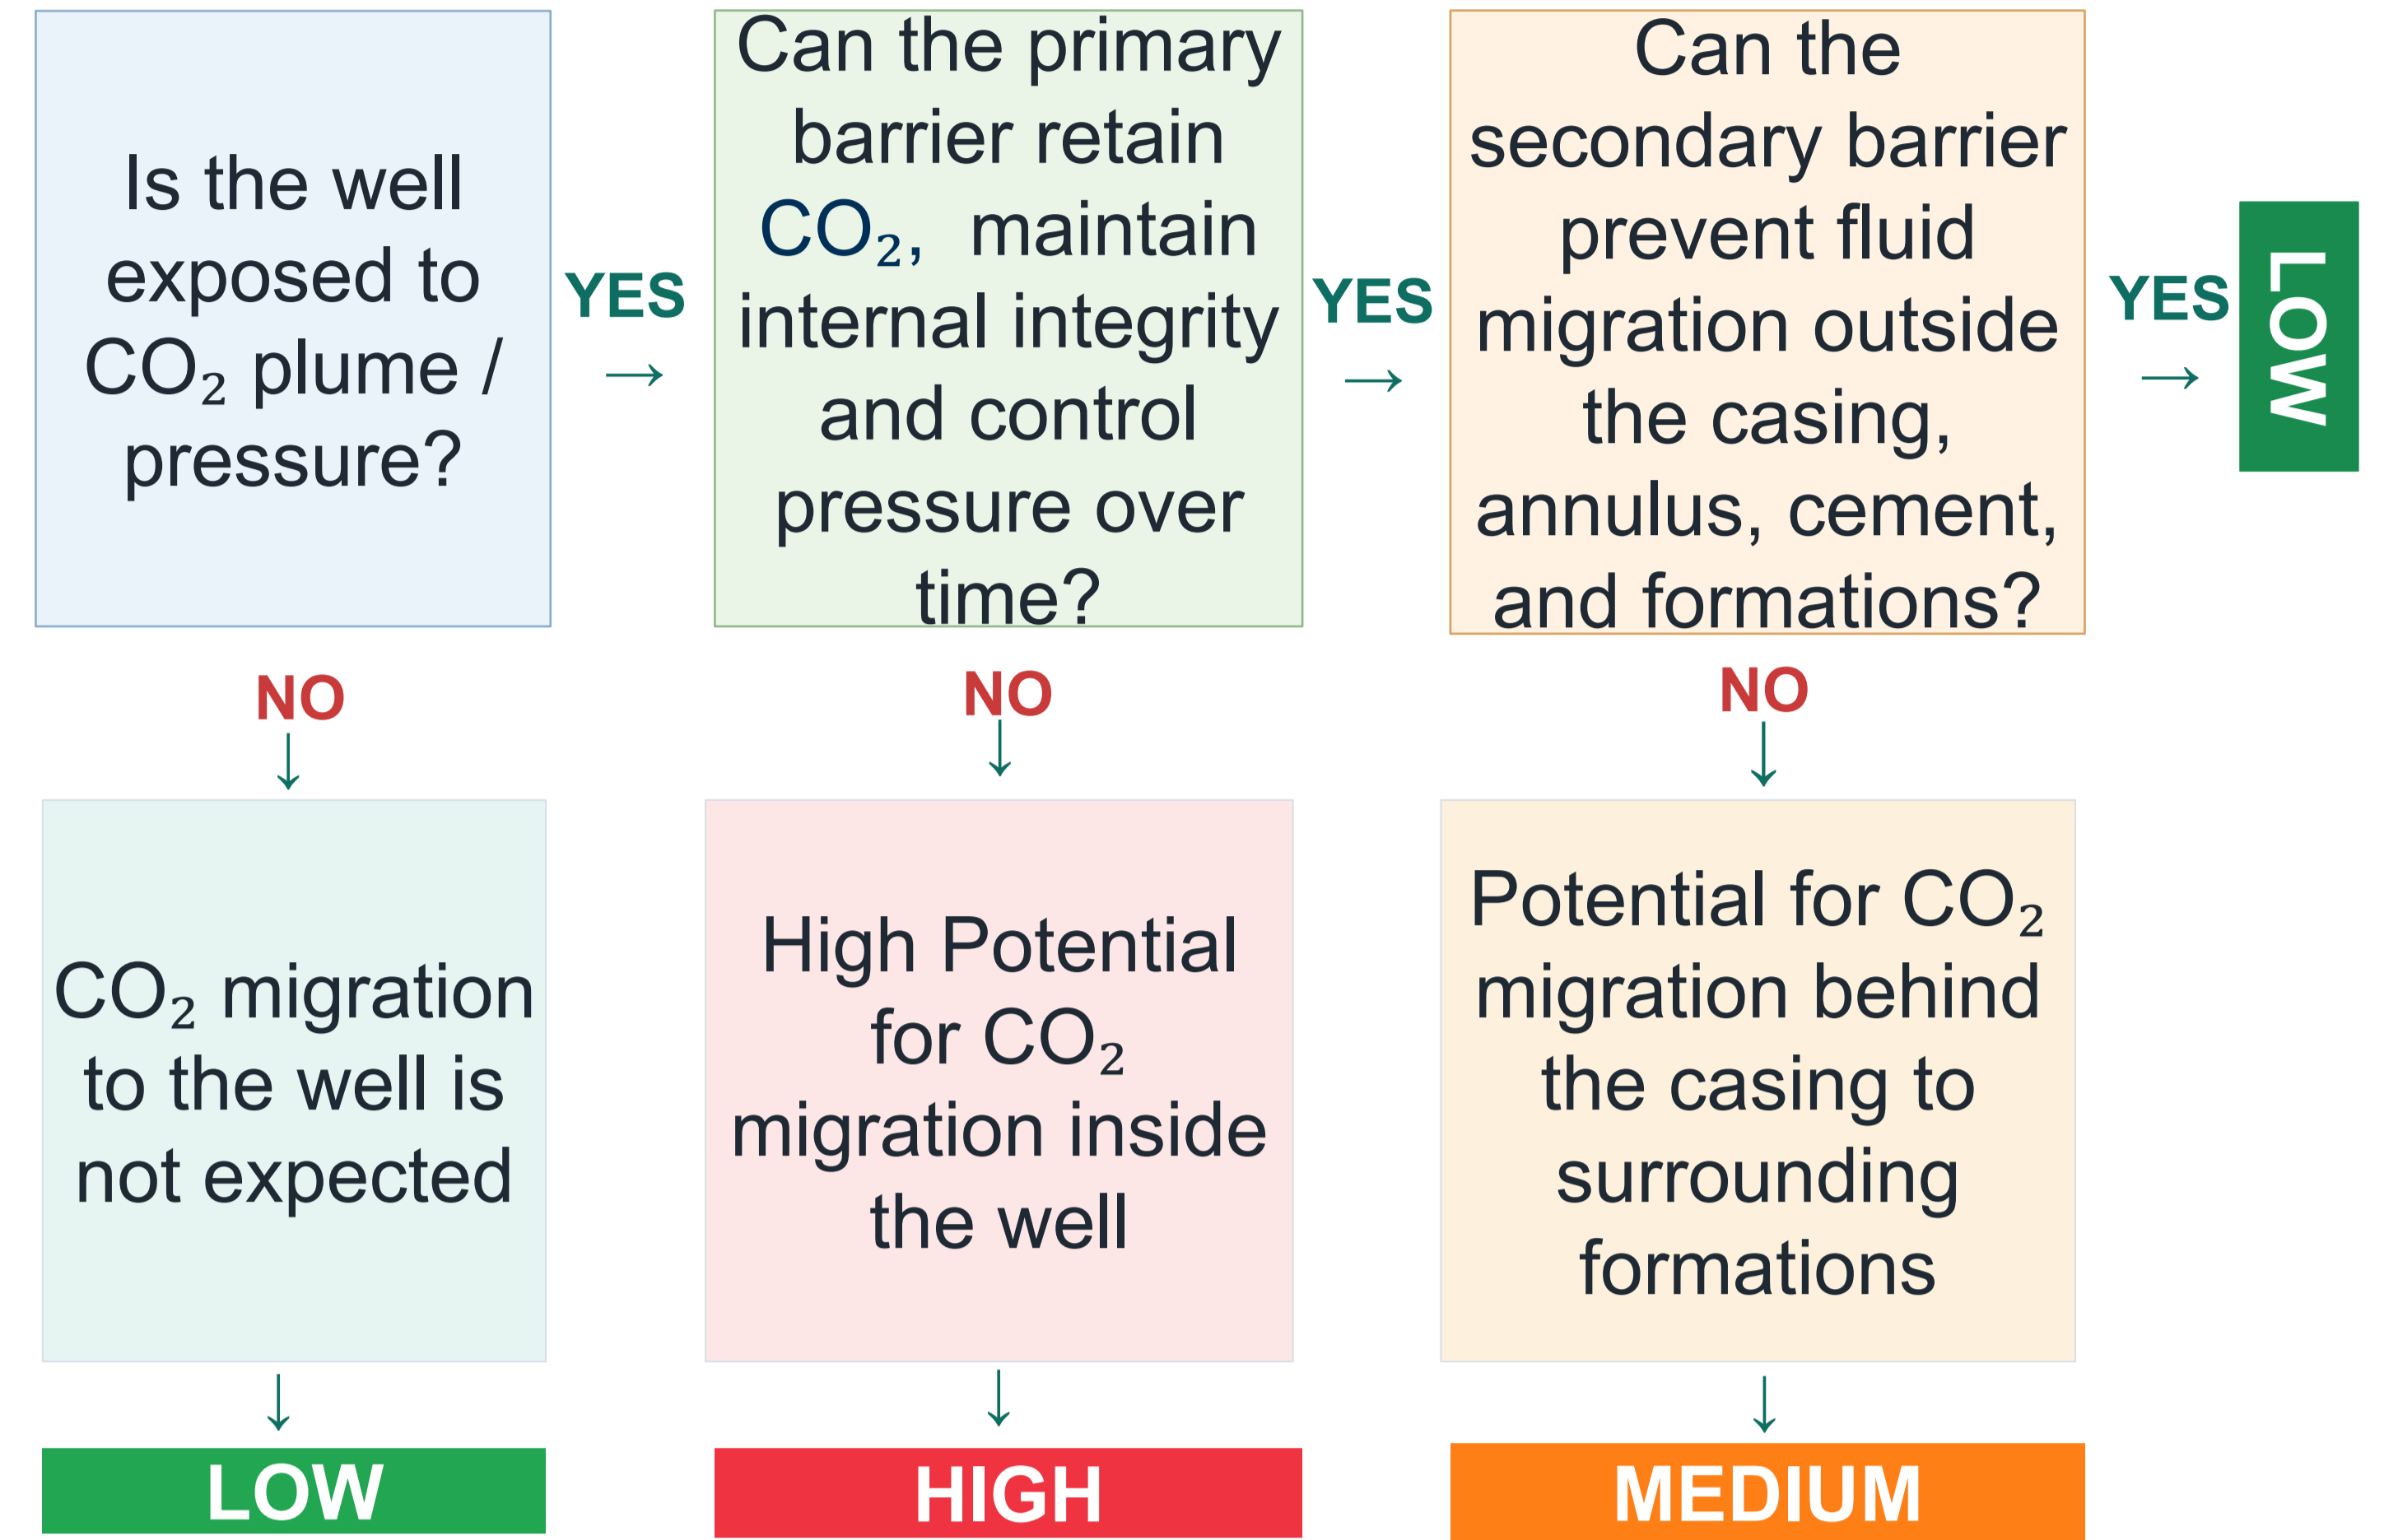 Is the well
exposed to
CO₂ plume /
pressure?
YES
→
Can the primary
barrier retain
CO₂, maintain
internal integrity
and control
pressure over
time?
YES
→
Can the
secondary barrier
prevent fluid
migration outside
the casing,
annulus, cement,
and formations?
YES
→
LOW
NO
↓
NO
↓
NO
↓
CO₂ migration
to the well is
not expected
High Potential
for CO₂
migration inside
the well
Potential for CO₂
migration behind
the casing to
surrounding
formations
↓
↓
↓
LOW
HIGH
MEDIUM